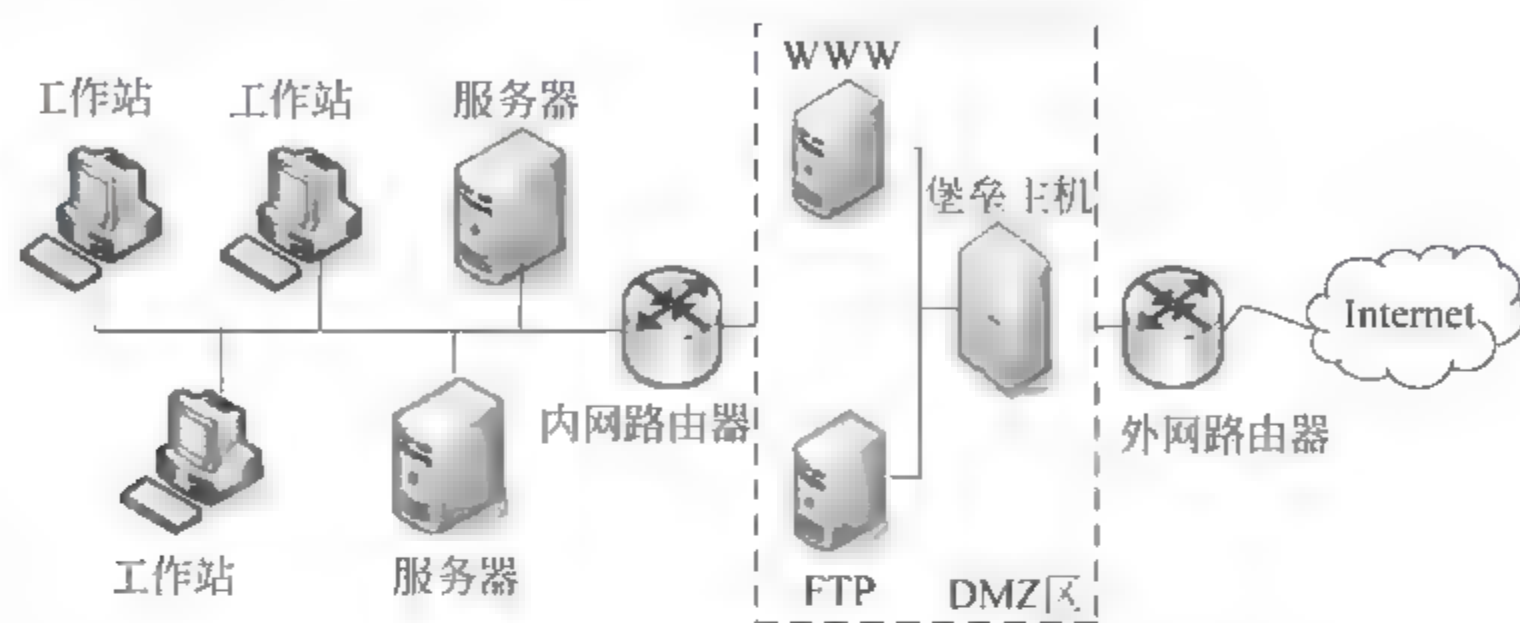 WWW
工作站
工作站
服务器
堡垒主机
Internet
内网路由器
外网路由器
工作站
服务器
FTP
DMZ区